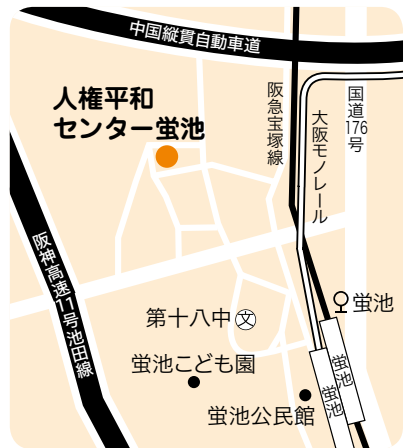 中国縦貫自動車道
人権平和
センター蛍池
阪急宝塚線
大阪モノレール
国道176号
阪神高速11号池田線
第十八中
文
蛍池
蛍池こども園
蛍池公民館
蛍池
蛍池